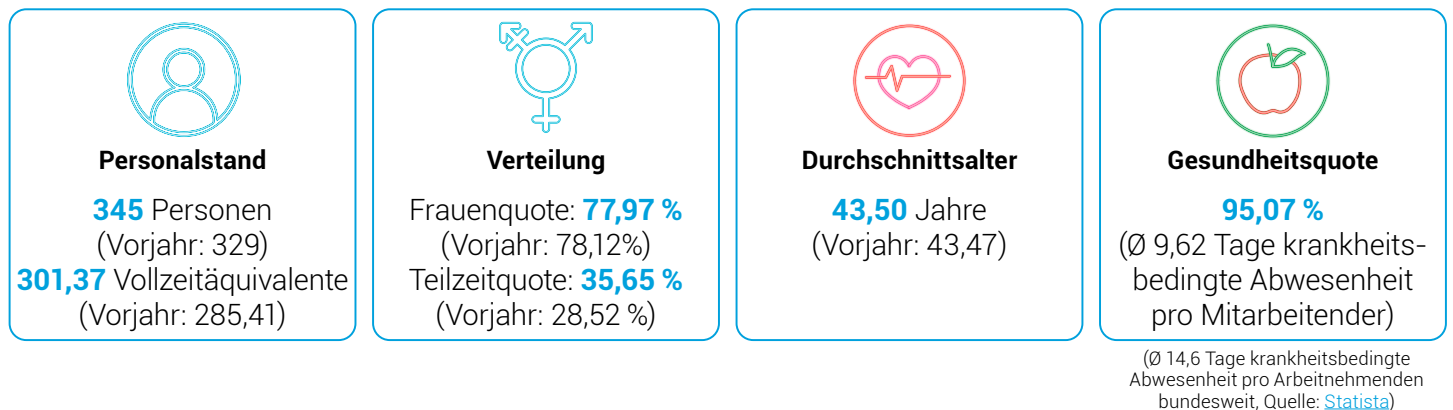 Personalstand
345 Personen
(Vorjahr: 329)
301,37 Vollzeitäquivalente
(Vorjahr: 285,41)
Verteilung
Frauenquote: 77,97 %
(Vorjahr: 78,12%)
Teilzeitquote: 35,65 %
(Vorjahr: 28,52 %)
Durchschnittsalter
43,50 Jahre
(Vorjahr: 43,47)
Gesundheitsquote
95,07 %
(Ø 9,62 Tage krankheits-
bedingte Abwesenheit
pro Mitarbeitender)
(Ø 14,6 Tage krankheitsbedingte
Abwesenheit pro Arbeitnehmenden
bundesweit, Quelle: Statista)